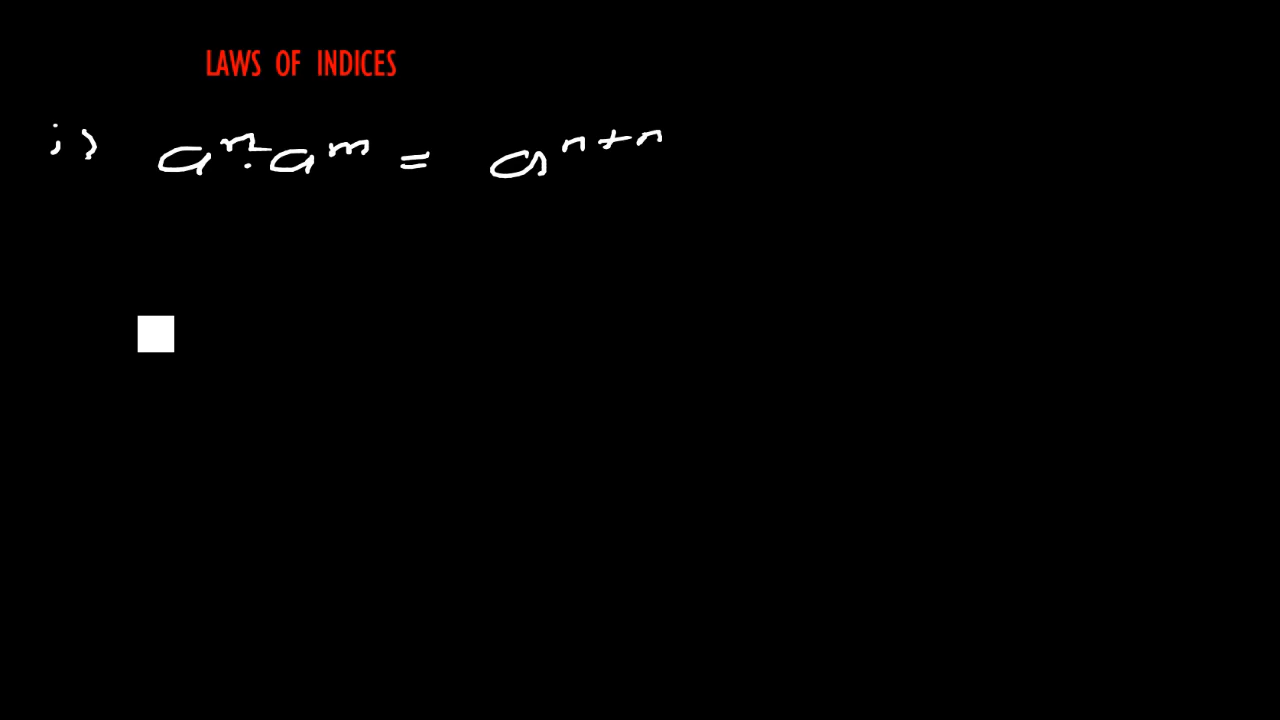 LAWS OF INDICES
i) aⁿ · aᵐ = aⁿ⁺ⁿ